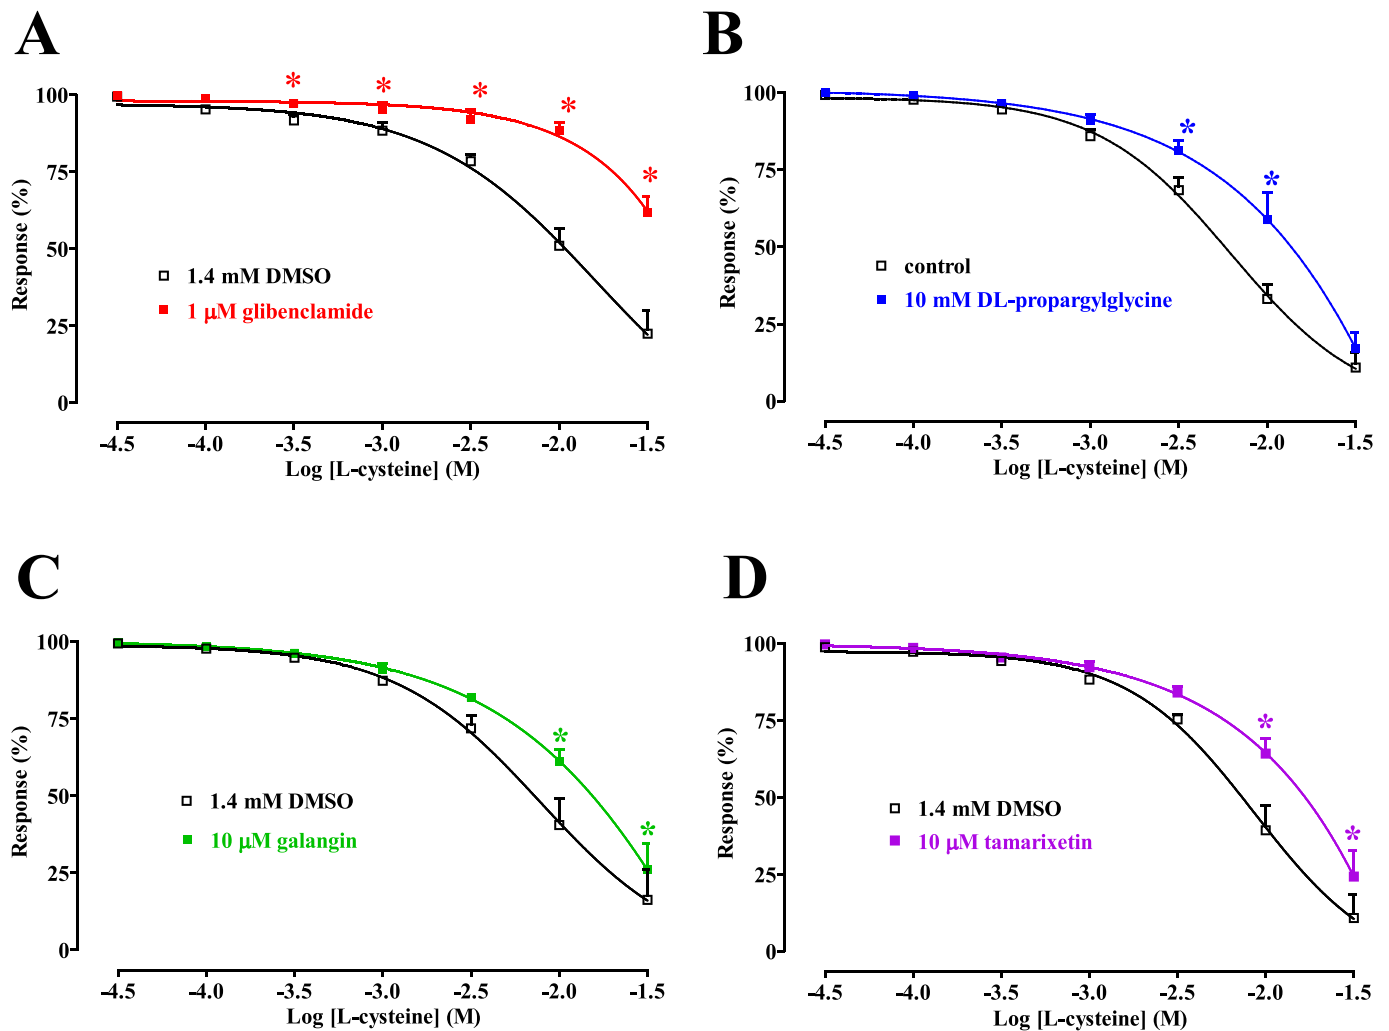 A
Response (%)
100
75
50
25
0
* * * * *
1.4 mM DMSO
1 μM glibenclamide
-4.5 -4.0 -3.5 -3.0 -2.5 -2.0 -1.5
Log [L-cysteine] (M)
B
Response (%)
100
75
50
25
0
* *
control
10 mM DL-propargylglycine
-4.5 -4.0 -3.5 -3.0 -2.5 -2.0 -1.5
Log [L-cysteine] (M)
C
Response (%)
100
75
50
25
0
* *
1.4 mM DMSO
10 μM galangin
-4.5 -4.0 -3.5 -3.0 -2.5 -2.0 -1.5
Log [L-cysteine] (M)
D
Response (%)
100
75
50
25
0
* *
1.4 mM DMSO
10 μM tamarixetin
-4.5 -4.0 -3.5 -3.0 -2.5 -2.0 -1.5
Log [L-cysteine] (M)